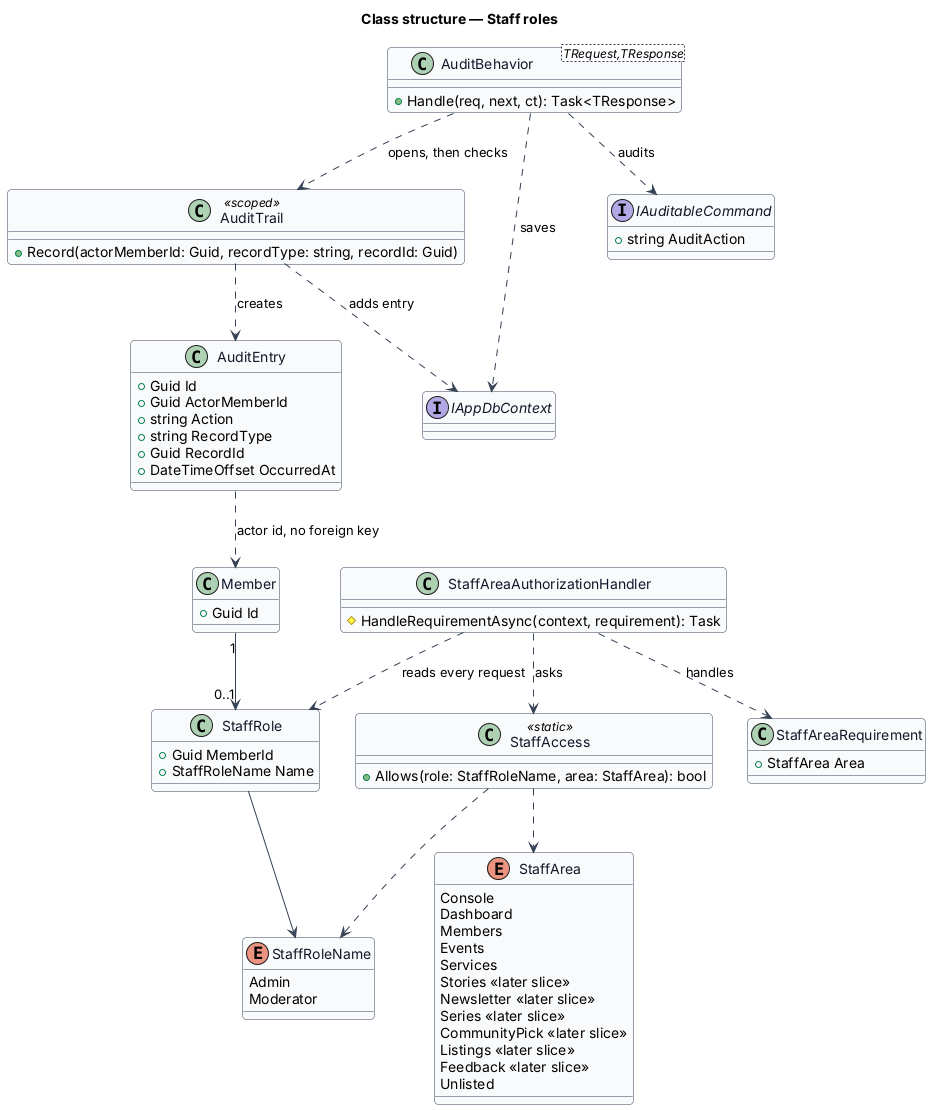 Class structure — Staff roles
TRequest,TResponse
C AuditBehavior
Handle(req, next, ct): Task<TResponse>
opens, then checks
audits
saves
«scoped»
C AuditTrail
Record(actorMemberId: Guid, recordType: string, recordId: Guid)
I IAuditableCommand
string AuditAction
creates
adds entry
C AuditEntry
Guid Id
Guid ActorMemberId
string Action
string RecordType
Guid RecordId
DateTimeOffset OccurredAt
I IAppDbContext
actor id, no foreign key
C Member
Guid Id
C StaffAreaAuthorizationHandler
HandleRequirementAsync(context, requirement): Task
1
0..1
reads every request
asks
handles
C StaffRole
Guid MemberId
StaffRoleName Name
«static»
C StaffAccess
Allows(role: StaffRoleName, area: StaffArea): bool
C StaffAreaRequirement
StaffArea Area
E StaffArea
Console
Dashboard
Members
Events
Services
Stories «later slice»
Newsletter «later slice»
Series «later slice»
CommunityPick «later slice»
Listings «later slice»
Feedback «later slice»
Unlisted
E StaffRoleName
Admin
Moderator